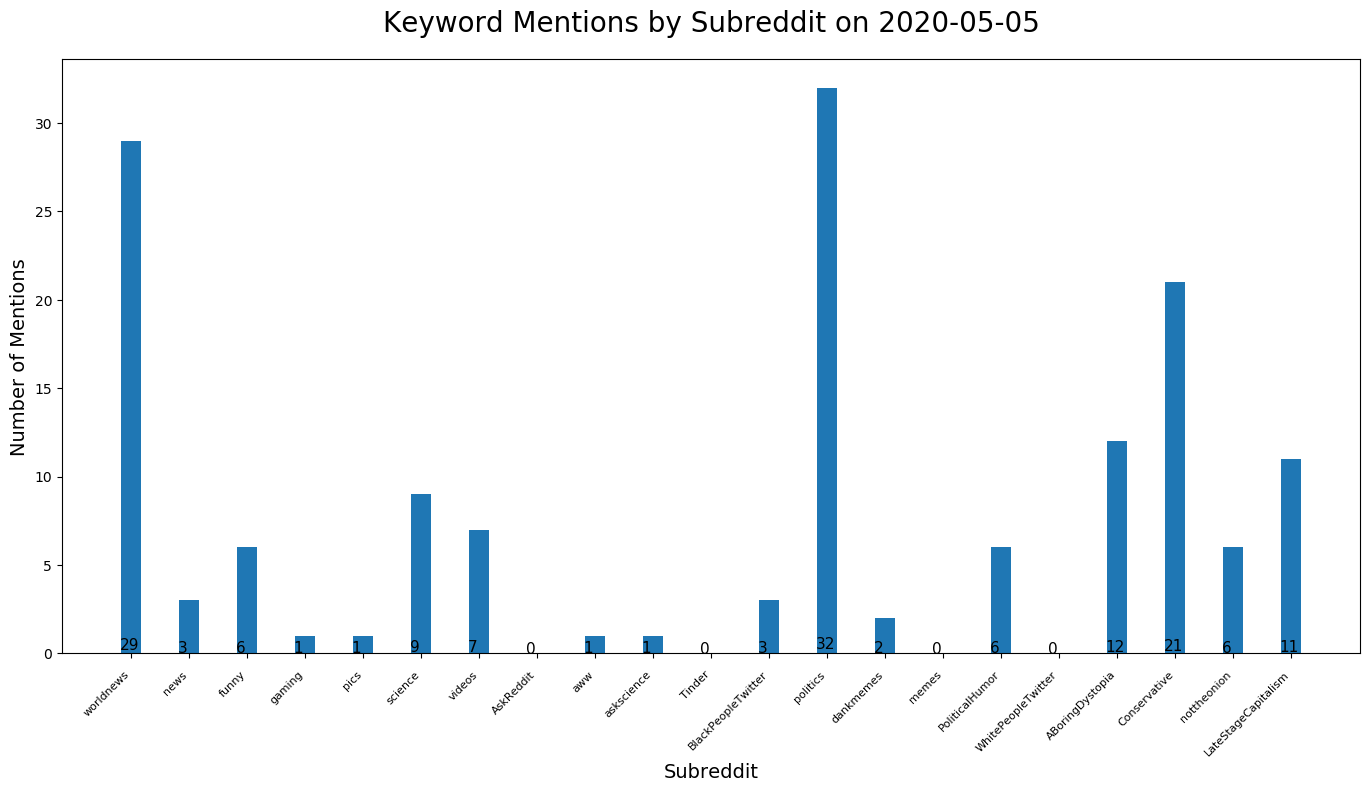 Keyword Mentions by Subreddit on 2020-05-05
Number of Mentions
30
25
20
15
10
5
0
29 3 6 1 1 9 7 0 1 1 0 3 32 2 0 6 0 12 21 6 11
worldnews
news
funny
gaming
pics
science
videos
AskReddit
aww
askscience
Tinder
BlackPeopleTwitter
politics
dankmemes
memes
PoliticalHumor
WhitePeopleTwitter
ABoringDystopia
Conservative
nottheonion
LateStageCapitalism
Subreddit